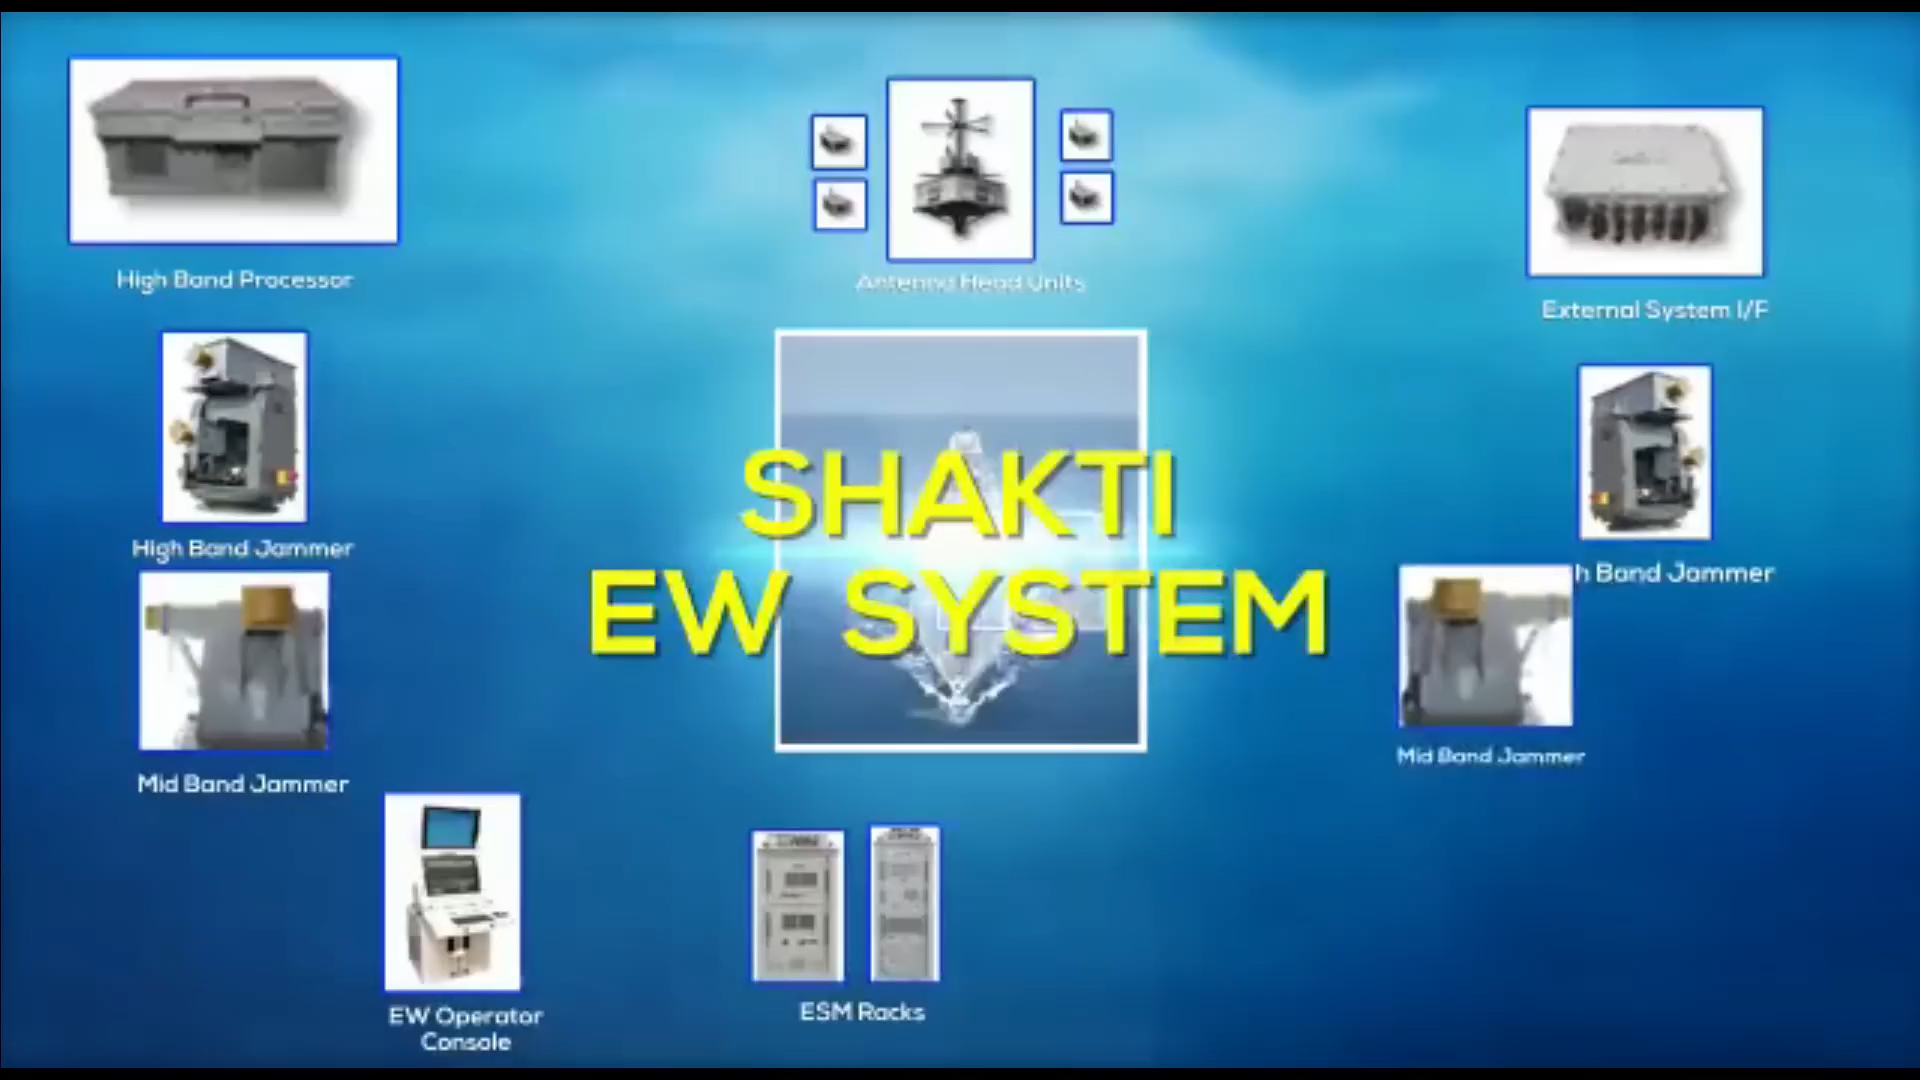 High Band Processor
Antenna Head Units
External System I/F
High Band Jammer
h Band Jammer
SHAKTI
EW SYSTEM
Mid Band Jammer
Mid Band Jammer
EW Operator
Console
ESM Racks